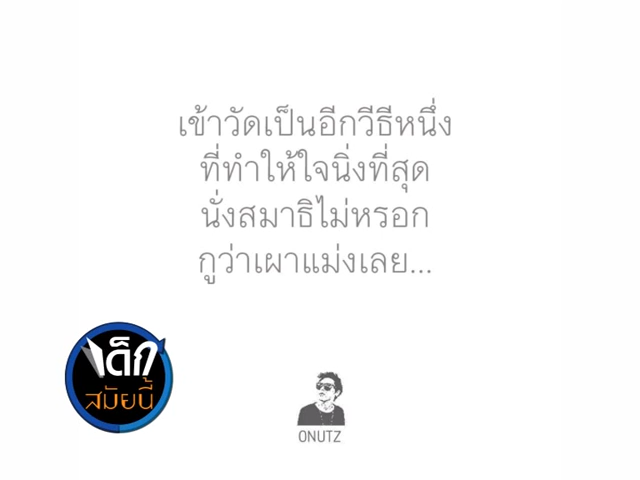 เข้าวัดเป็นอีกวีธีหนึ่ง
ที่ทำให้ใจนิ่งที่สุด
นั่งสมาธิไม่หรอก
กูว่าเผาแม่งเลย...
เด็ก
สมัยนี้
ONUTZ